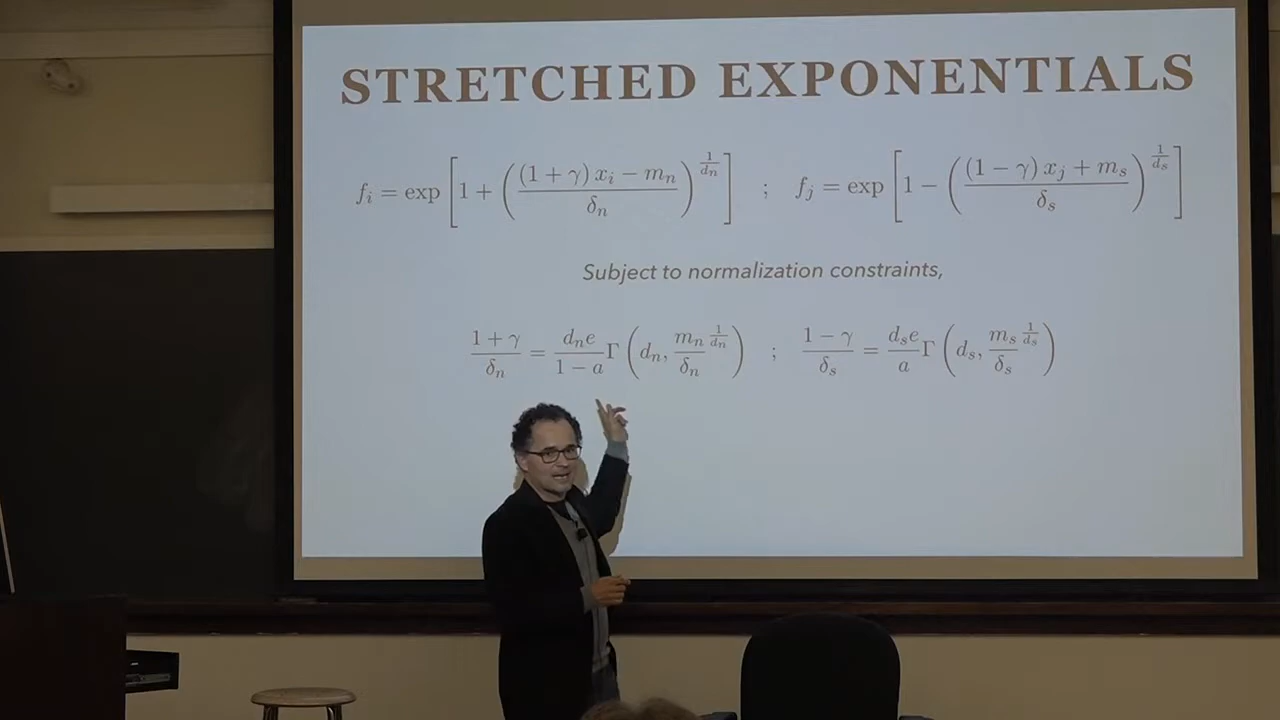 STRETCHED EXPONENTIALS
f_i = exp[1 + (((1 + γ) x_i − m_n) / δ_n)^{1/d_n}] ; f_j = exp[1 − (((1 − γ) x_j + m_s) / δ_s)^{1/d_s}]
Subject to normalization constraints,
(1 + γ)/δ_n = (d_n e)/(1 − a) Γ(d_n, (m_n/δ_n)^{1/d_n}) ; (1 − γ)/δ_s = (d_s e)/a Γ(d_s, (m_s/δ_s)^{1/d_s})